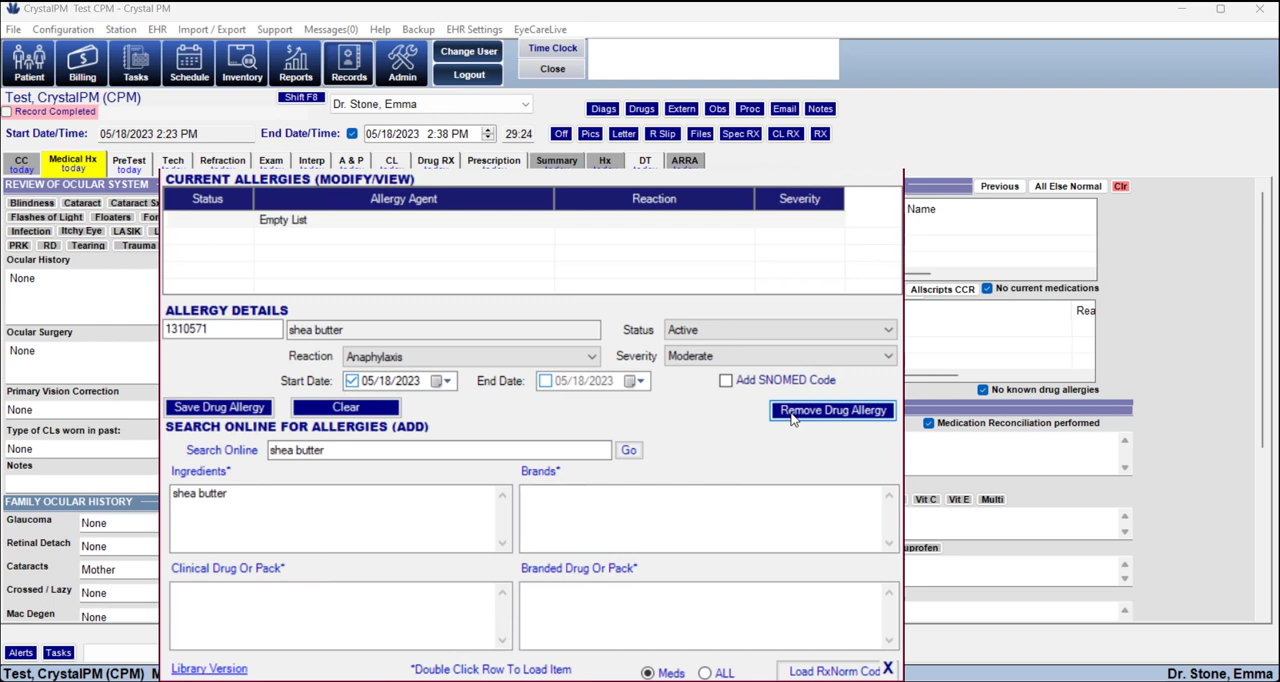 CrystalPM  Test CPM - Crystal PM
File Configuration Station EHR Import / Export Support Messages(0) Help Backup EHR Settings EyeCareLive
Patient Billing Tasks Schedule Inventory Reports Records Admin
Change User
Logout
Time Clock
Close
Test, CrystalPM (CPM)
Shift F8
Dr. Stone, Emma
Record Completed
Diags Drugs Extern Obs Proc Email Notes
Start Date/Time: 05/18/2023 2:23 PM End Date/Time: 05/18/2023 2:38 PM 29:24
Off Pics Letter R Slip Files Spec RX CL RX RX
CC today
Medical Hx today
PreTest today
Tech Refraction Exam Interp A & P CL Drug RX Prescription Summary Hx DT ARRA
REVIEW OF OCULAR SYSTEM
Blindness Cataract Cataract Sx
Flashes of Light Floaters For
Infection Itchy Eye LASIK L
PRK RD Tearing Trauma
Ocular History
None
Ocular Surgery
None
Primary Vision Correction
None
Type of CLs worn in past:
None
Notes
FAMILY OCULAR HISTORY
Glaucoma None
Retinal Detach None
Cataracts Mother
Crossed / Lazy None
Mac Degen None
CURRENT ALLERGIES (MODIFY/VIEW)
Status Allergy Agent Reaction Severity
Empty List
ALLERGY DETAILS
1310571 shea butter Status Active
Reaction Anaphylaxis Severity Moderate
Start Date: 05/18/2023 End Date: 05/18/2023 Add SNOMED Code
Save Drug Allergy Clear Remove Drug Allergy
SEARCH ONLINE FOR ALLERGIES (ADD)
Search Online shea butter Go
Ingredients* Brands*
shea butter
Clinical Drug Or Pack* Branded Drug Or Pack*
Library Version *Double Click Row To Load Item Meds ALL Load RxNorm Cod X
Previous All Else Normal Clr
Name
Allscripts CCR No current medications
Rea
No known drug allergies
Medication Reconciliation performed
Vit C Vit E Multi
uprofen
Alerts Tasks
Test, CrystalPM (CPM) M
Dr. Stone, Emma